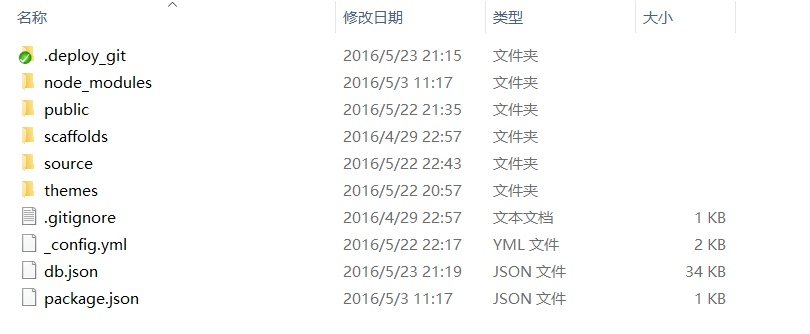 名称 修改日期 类型 大小
.deploy_git 2016/5/23 21:15 文件夹
node_modules 2016/5/3 11:17 文件夹
public 2016/5/22 21:35 文件夹
scaffolds 2016/4/29 22:57 文件夹
source 2016/5/22 22:43 文件夹
themes 2016/5/22 20:57 文件夹
.gitignore 2016/4/29 22:57 文本文档 1 KB
_config.yml 2016/5/22 22:17 YML 文件 2 KB
db.json 2016/5/23 21:19 JSON 文件 34 KB
package.json 2016/5/3 11:17 JSON 文件 1 KB